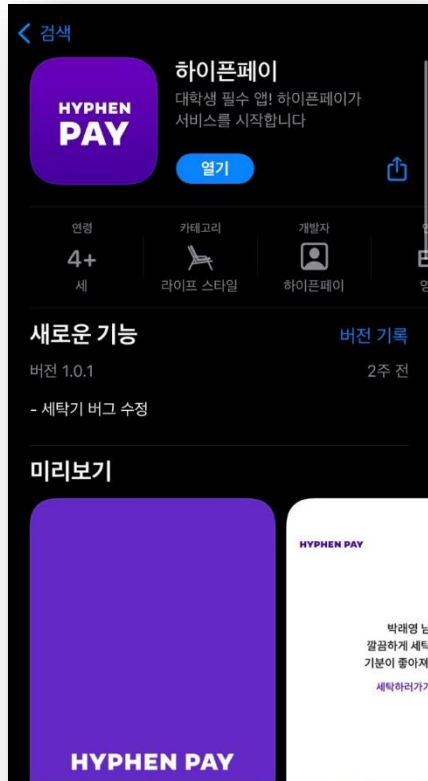 검색
HYPHEN
PAY
하이픈페이
대학생 필수 앱! 하이픈페이가
서비스를 시작합니다
열기
연령
4+
세
카테고리
라이프 스타일
개발자
하이픈페이
새로운 기능
버전 기록
버전 1.0.1
2주 전
- 세탁기 버그 수정
미리보기
HYPHEN PAY
HYPHEN PAY
박래영
깔끔하게 세탁
기분이 좋아져
세탁하러가기